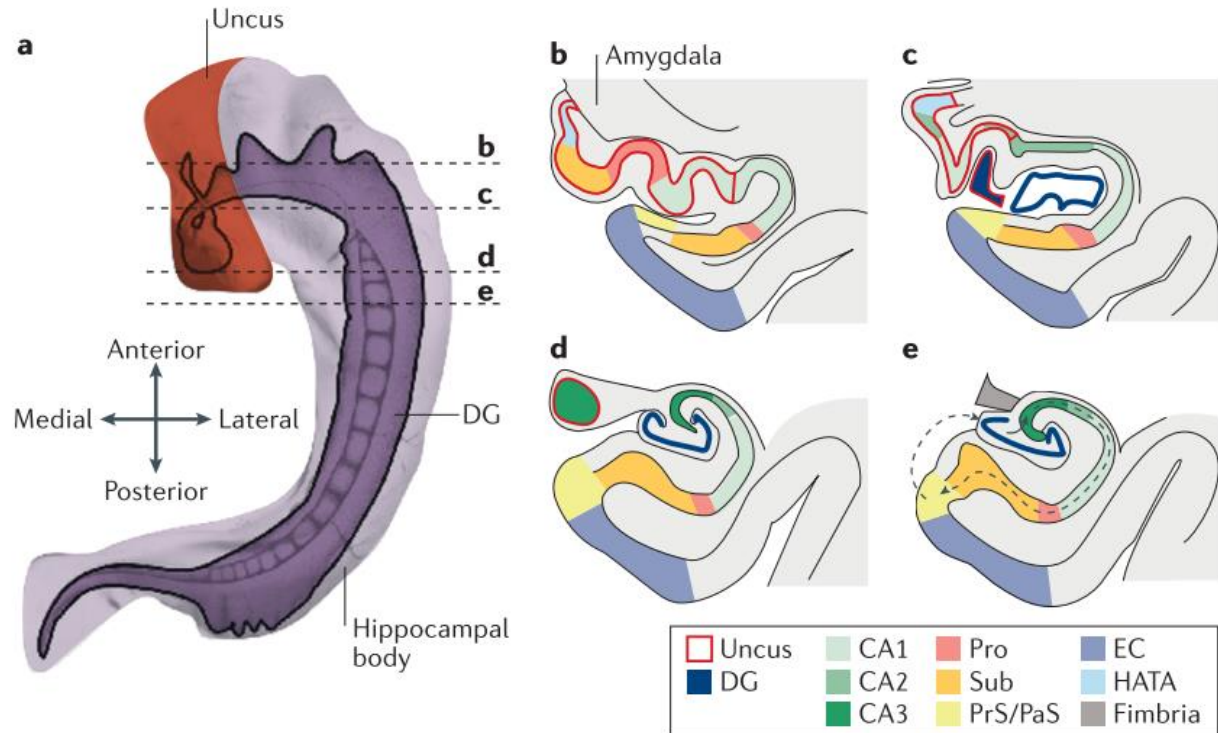 a
Uncus
b
c
d
e
Anterior
Medial
Lateral
Posterior
DG
Hippocampal
body
b
Amygdala
c
d
e
Uncus
DG
CA1
CA2
CA3
Pro
Sub
PrS/PaS
EC
HATA
Fimbria